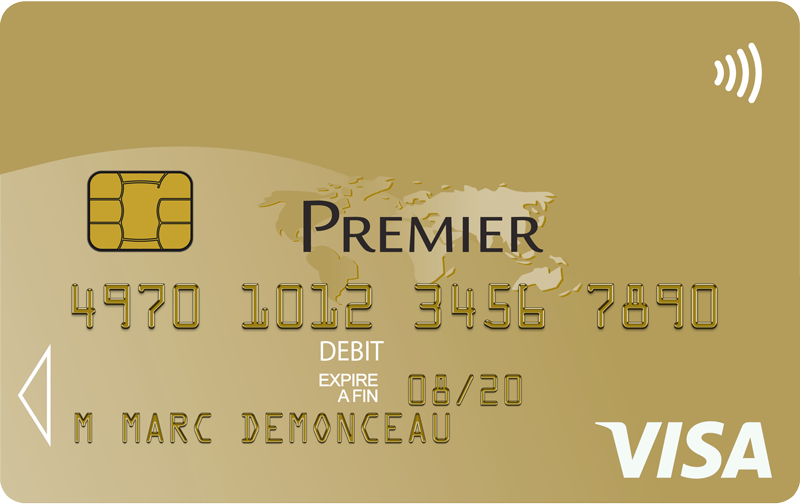 PREMIER
4970 1012 3456 7890
DEBIT
EXPIRE
A FIN 08/20
M MARC DEMONCEAU
VISA